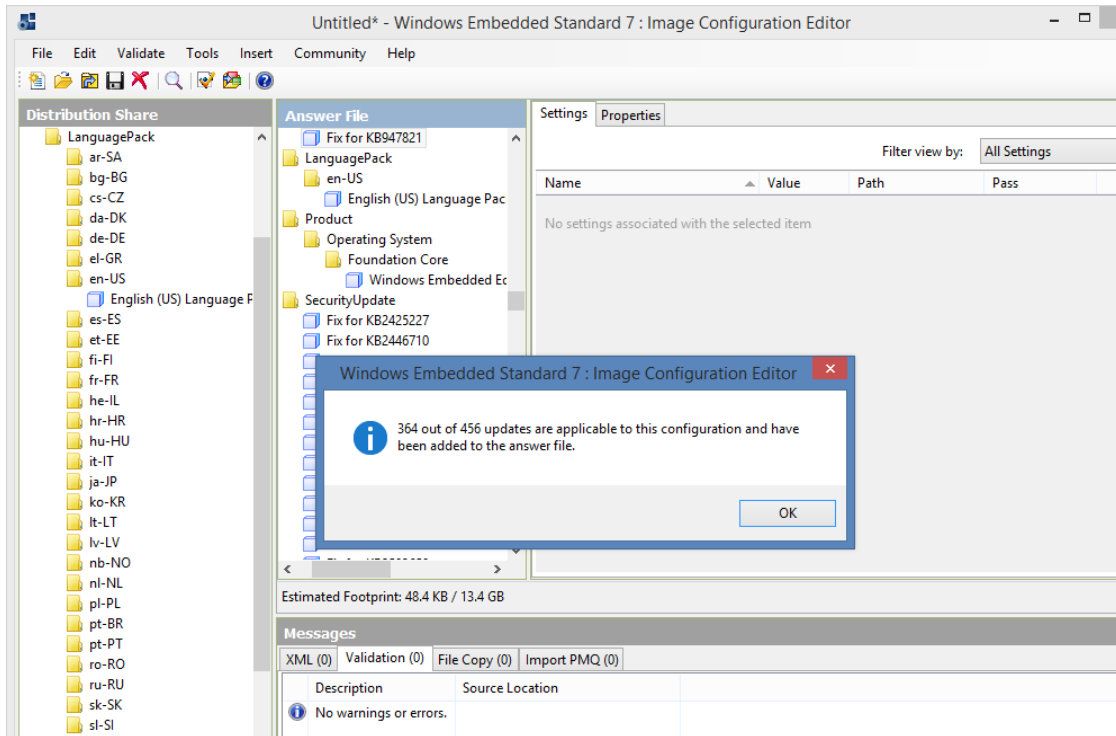 Untitled* - Windows Embedded Standard 7 : Image Configuration Editor
File Edit Validate Tools Insert Community Help
Distribution Share
LanguagePack
ar-SA
bg-BG
cs-CZ
da-DK
de-DE
el-GR
en-US
English (US) Language P
es-ES
et-EE
fi-FI
fr-FR
he-IL
hr-HR
hu-HU
it-IT
ja-JP
ko-KR
lt-LT
lv-LV
nb-NO
nl-NL
pl-PL
pt-BR
pt-PT
ro-RO
ru-RU
sk-SK
sl-SI
Answer File
Fix for KB947821
LanguagePack
en-US
English (US) Language Pac
Product
Operating System
Foundation Core
Windows Embedded Ec
SecurityUpdate
Fix for KB2425227
Fix for KB2446710
Estimated Footprint: 48.4 KB / 13.4 GB
Settings Properties
Filter view by: All Settings
Name Value Path Pass
No settings associated with the selected item
Windows Embedded Standard 7 : Image Configuration Editor
364 out of 456 updates are applicable to this configuration and have
been added to the answer file.
OK
Messages
XML (0) Validation (0) File Copy (0) Import PMQ (0)
Description Source Location
No warnings or errors.